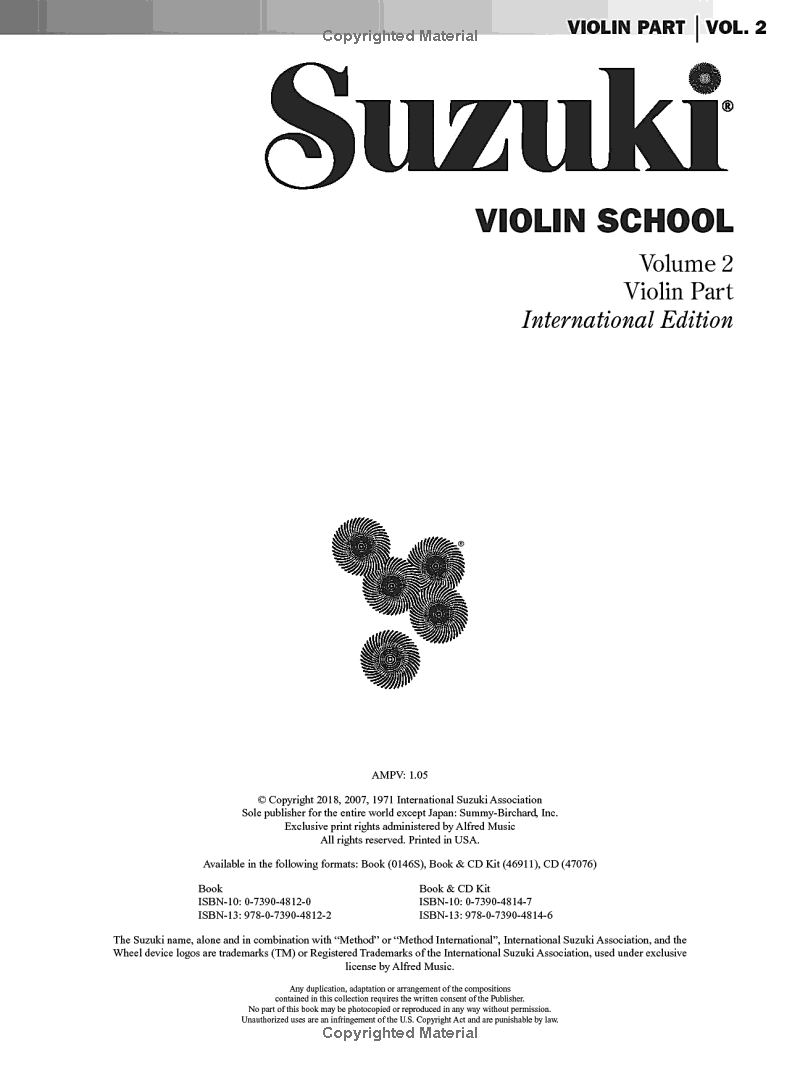 Copyrighted Material
VIOLIN PART | VOL. 2
Suzuki®
VIOLIN SCHOOL
Volume 2
Violin Part
International Edition
®
AMPV: 1.05
© Copyright 2018, 2007, 1971 International Suzuki Association
Sole publisher for the entire world except Japan: Summy-Birchard, Inc.
Exclusive print rights administered by Alfred Music
All rights reserved. Printed in USA.
Available in the following formats: Book (0146S), Book & CD Kit (46911), CD (47076)
Book Book & CD Kit
ISBN-10: 0-7390-4812-0 ISBN-10: 0-7390-4814-7
ISBN-13: 978-0-7390-4812-2 ISBN-13: 978-0-7390-4814-6
The Suzuki name, alone and in combination with “Method” or “Method International”, International Suzuki Association, and the
Wheel device logos are trademarks (TM) or Registered Trademarks of the International Suzuki Association, used under exclusive
license by Alfred Music.
Any duplication, adaptation or arrangement of the compositions
contained in this collection requires the written consent of the Publisher.
No part of this book may be photocopied or reproduced in any way without permission.
Unauthorized uses are an infringement of the U.S. Copyright Act and are punishable by law.
Copyrighted Material